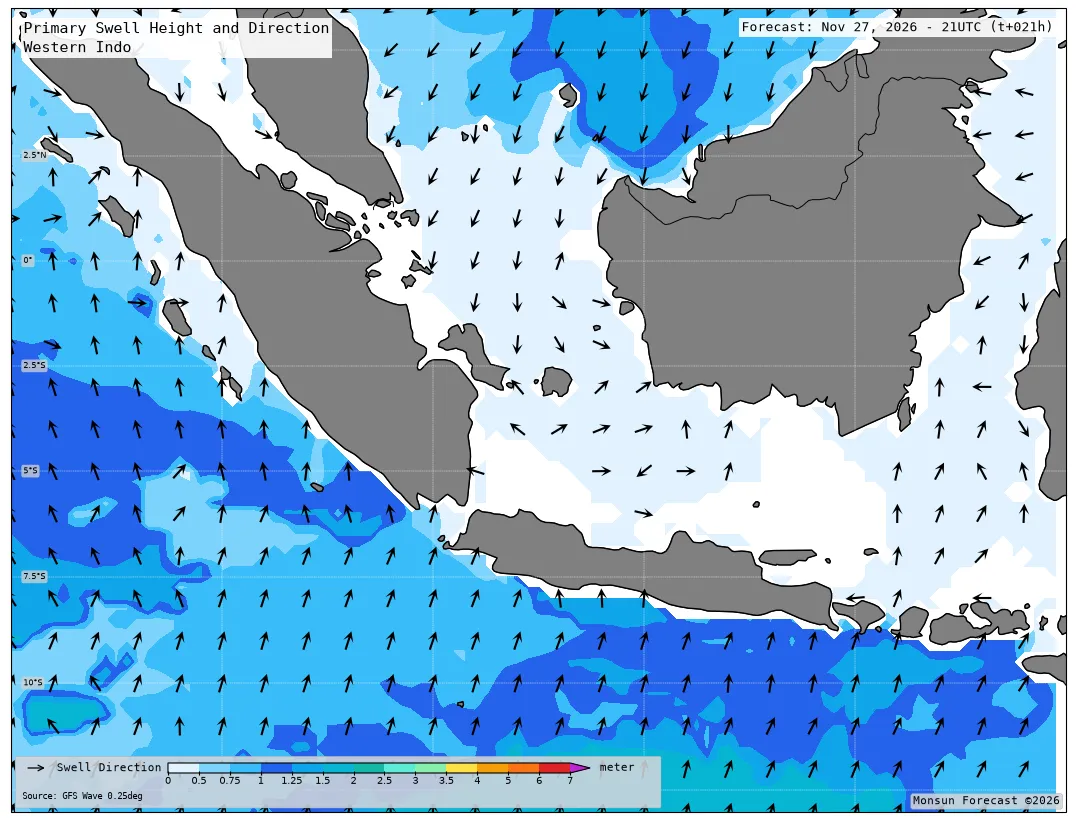 Primary Swell Height and Direction
Western Indo
Forecast: Nov 27, 2026 - 21UTC (t+021h)
2.5°N
0°
2.5°S
5°S
7.5°S
10°S
Swell Direction
0 0.5 0.75 1 1.25 1.5 2 2.5 3 3.5 4 5 6 7
meter
Source: GFS Wave 0.25deg
Monsun Forecast ©2026